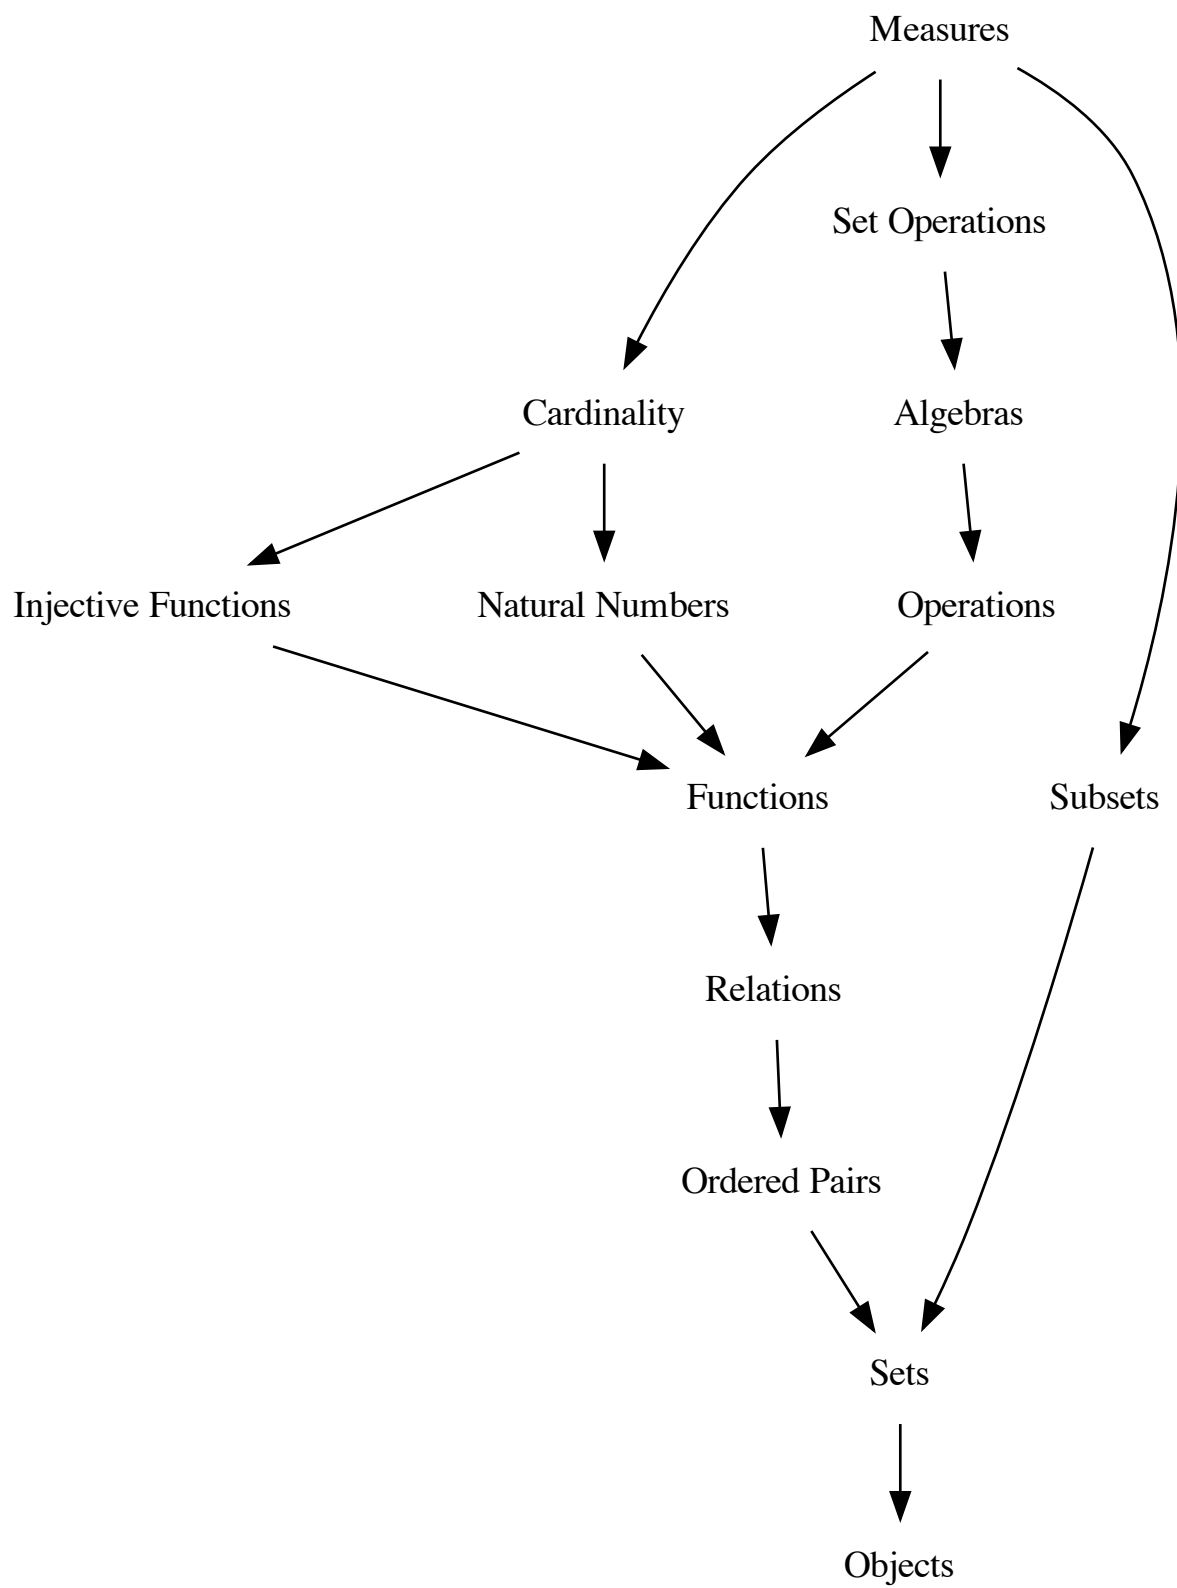 Measures
Set Operations
Cardinality
Algebras
Injective Functions
Natural Numbers
Operations
Functions
Subsets
Relations
Ordered Pairs
Sets
Objects